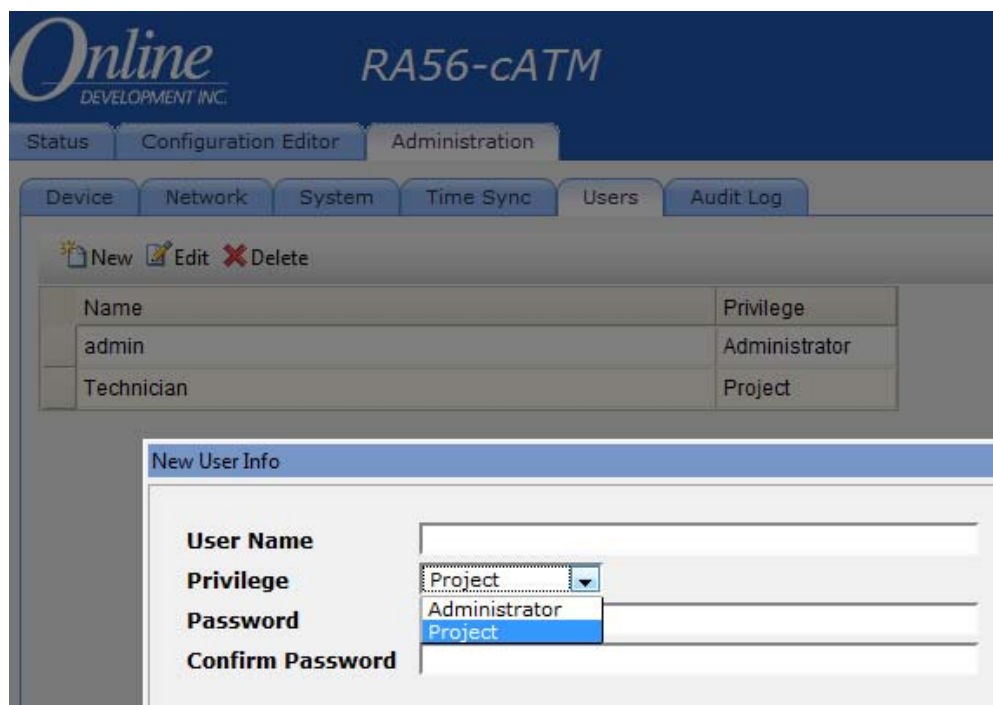 Online
DEVELOPMENT INC.
RA56-cATM
Status Configuration Editor Administration
Device Network System Time Sync Users Audit Log
New Edit Delete
Name Privilege
admin Administrator
Technician Project
New User Info
User Name
Privilege Project
Administrator
Password
Project
Confirm Password